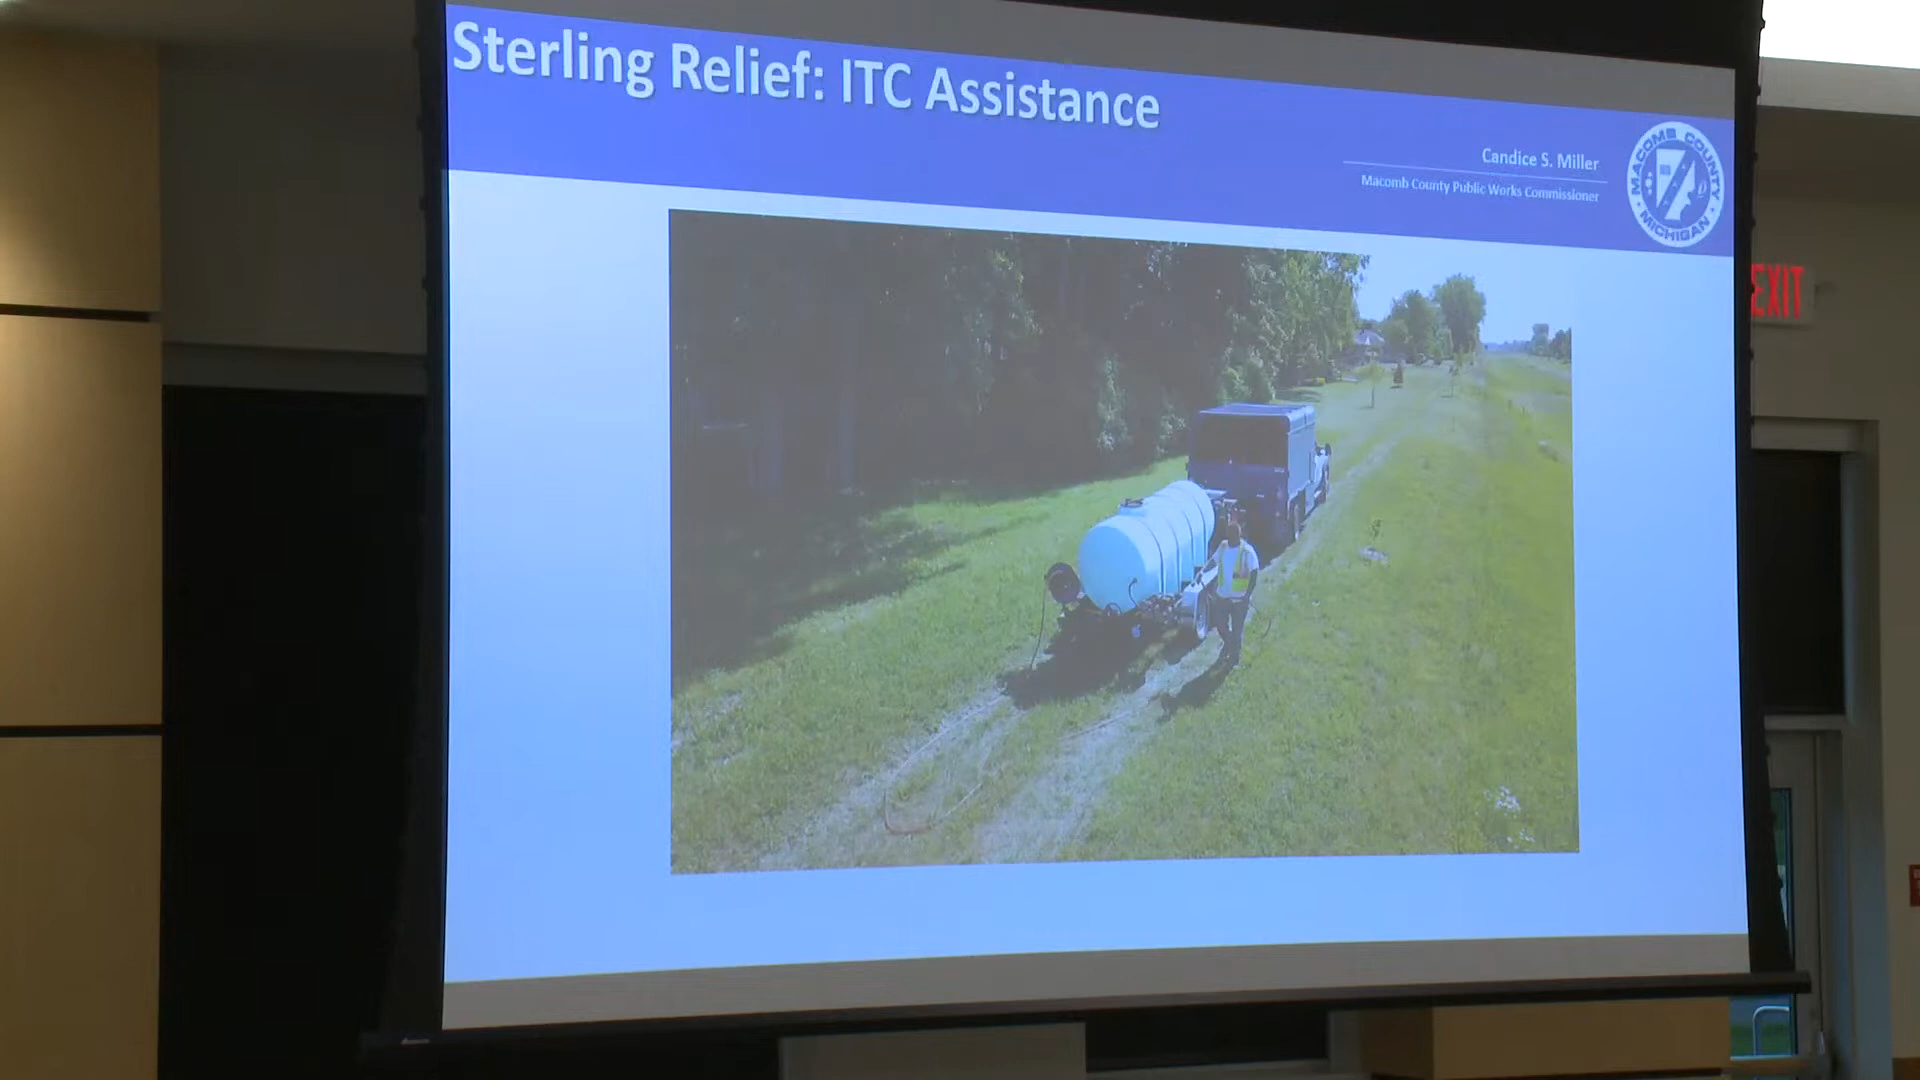 Sterling Relief: ITC Assistance
Candice S. Miller
Macomb County Public Works Commissioner
MACOMB COUNTY
MICHIGAN
EXIT